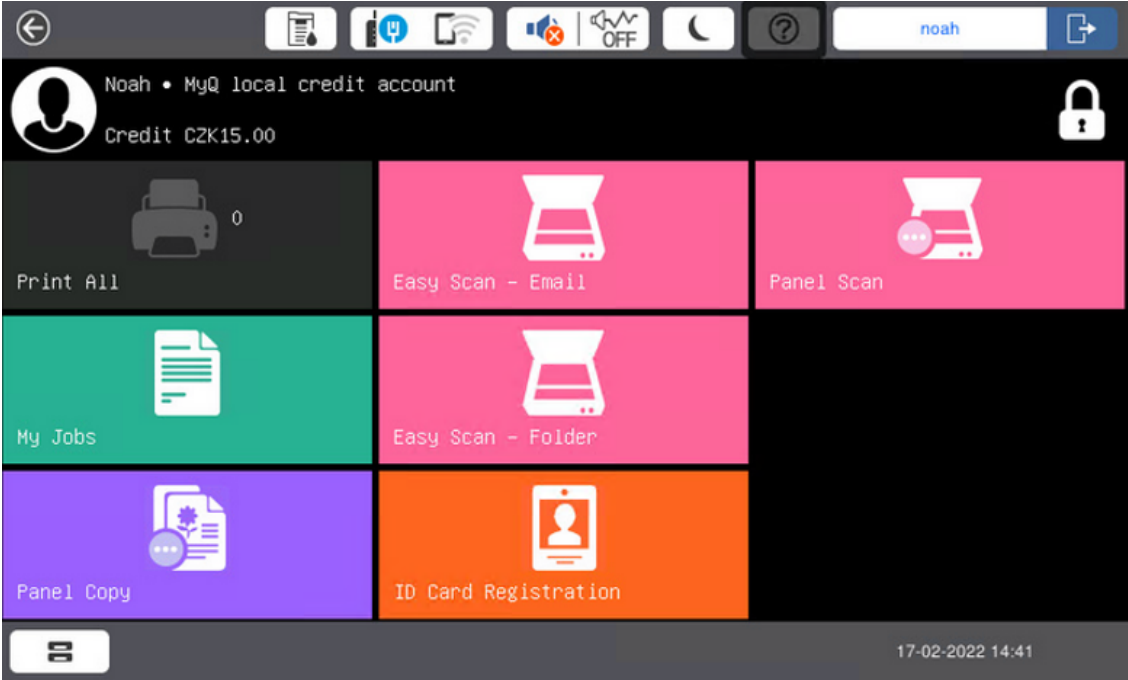 OFF
noah
Noah • MyQ local credit account
Credit CZK15.00
0
Print All
Easy Scan – Email
Panel Scan
My Jobs
Easy Scan – Folder
Panel Copy
ID Card Registration
17-02-2022 14:41